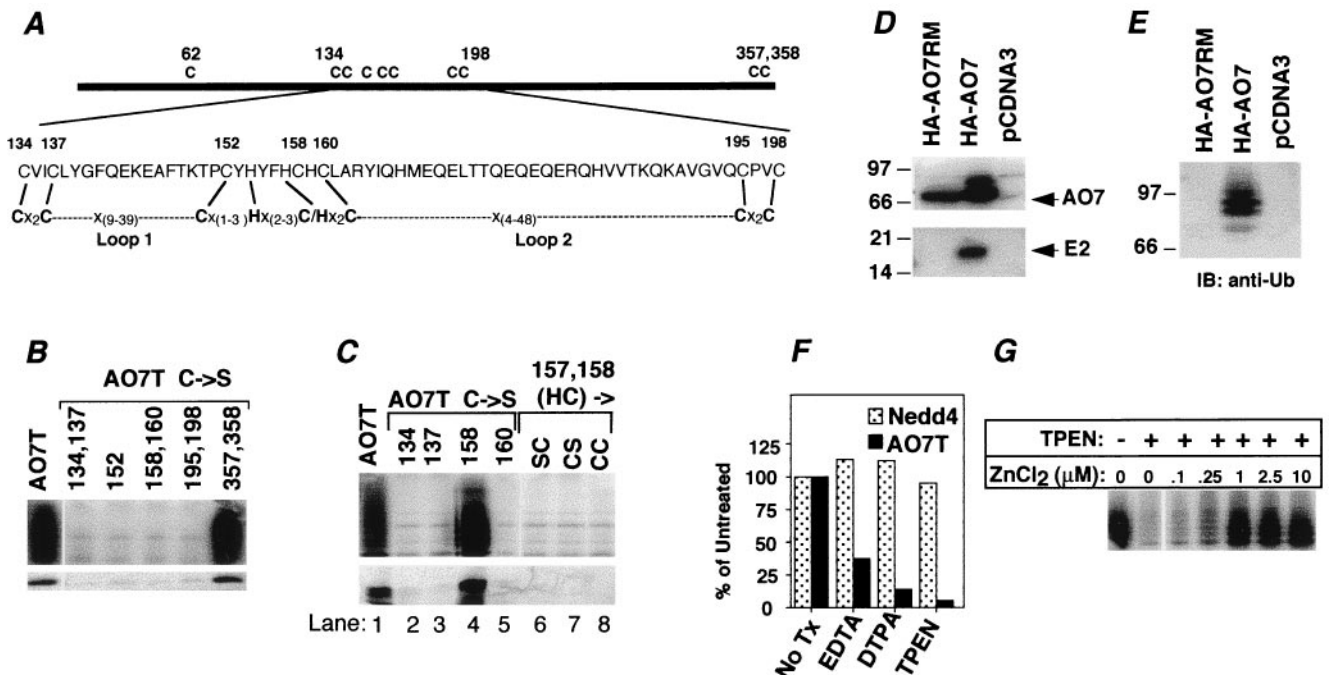 A
62 134 198 357,358
C CC C CC CC CC
134 137 152 158 160 195 198
CVICLYGFQEKEAFTKTPCYHYFHCHCLARYIQHMEQELTTQEQEQERQHVVTKQKAVGVQCPVC
Cx2C------x(9-39)------Cx(1-3)Hx(2-3)C/Hx2C------x(4-48)------Cx2C
Loop 1 Loop 2
D
HA-AO7RM
HA-AO7
pCDNA3
97
66
AO7
21
14
E2
E
HA-AO7RM
HA-AO7
pCDNA3
97
66
IB: anti-Ub
B
AO7T C->S
AO7T
134,137
152
158,160
195,198
357,358
C
157,158
(HC) ->
AO7T C->S
AO7T
134
137
158
160
SC
CS
CC
Lane: 1 2 3 4 5 6 7 8
F
Nedd4
AO7T
% of Untreated
125
100
75
50
25
0
No Tx
EDTA
DTPA
TPEN
G
TPEN: - + + + + + +
ZnCl2 (μM): 0 0 .1 .25 1 2.5 10